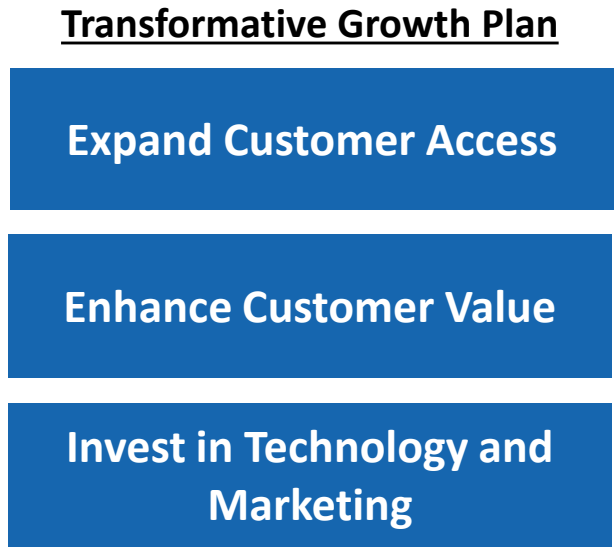 Transformative Growth Plan
Expand Customer Access
Enhance Customer Value
Invest in Technology and
Marketing